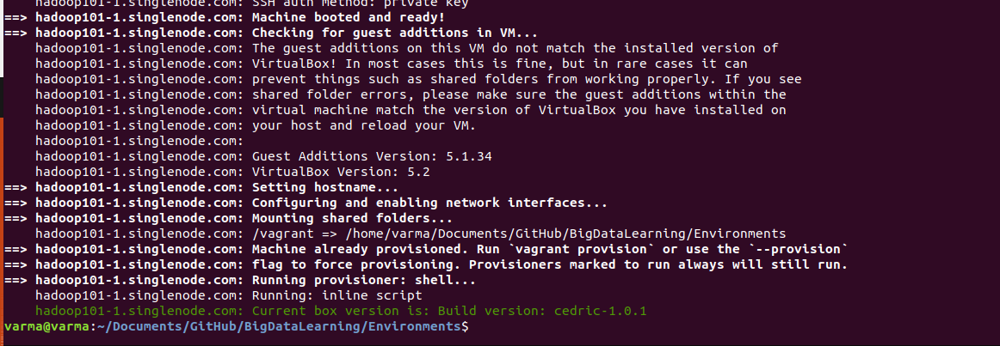 hadoop101-1.singlenode.com: SSH auth method: private key
==> hadoop101-1.singlenode.com: Machine booted and ready!
==> hadoop101-1.singlenode.com: Checking for guest additions in VM...
hadoop101-1.singlenode.com: The guest additions on this VM do not match the installed version of
hadoop101-1.singlenode.com: VirtualBox! In most cases this is fine, but in rare cases it can
hadoop101-1.singlenode.com: prevent things such as shared folders from working properly. If you see
hadoop101-1.singlenode.com: shared folder errors, please make sure the guest additions within the
hadoop101-1.singlenode.com: virtual machine match the version of VirtualBox you have installed on
hadoop101-1.singlenode.com: your host and reload your VM.
hadoop101-1.singlenode.com:
hadoop101-1.singlenode.com: Guest Additions Version: 5.1.34
hadoop101-1.singlenode.com: VirtualBox Version: 5.2
==> hadoop101-1.singlenode.com: Setting hostname...
==> hadoop101-1.singlenode.com: Configuring and enabling network interfaces...
==> hadoop101-1.singlenode.com: Mounting shared folders...
hadoop101-1.singlenode.com: /vagrant => /home/varma/Documents/GitHub/BigDataLearning/Environments
==> hadoop101-1.singlenode.com: Machine already provisioned. Run `vagrant provision` or use the `--provision`
==> hadoop101-1.singlenode.com: flag to force provisioning. Provisioners marked to run always will still run.
==> hadoop101-1.singlenode.com: Running provisioner: shell...
hadoop101-1.singlenode.com: Running: inline script
hadoop101-1.singlenode.com: Current box version is: Build version: cedric-1.0.1
varma@varma:~/Documents/GitHub/BigDataLearning/Environments$